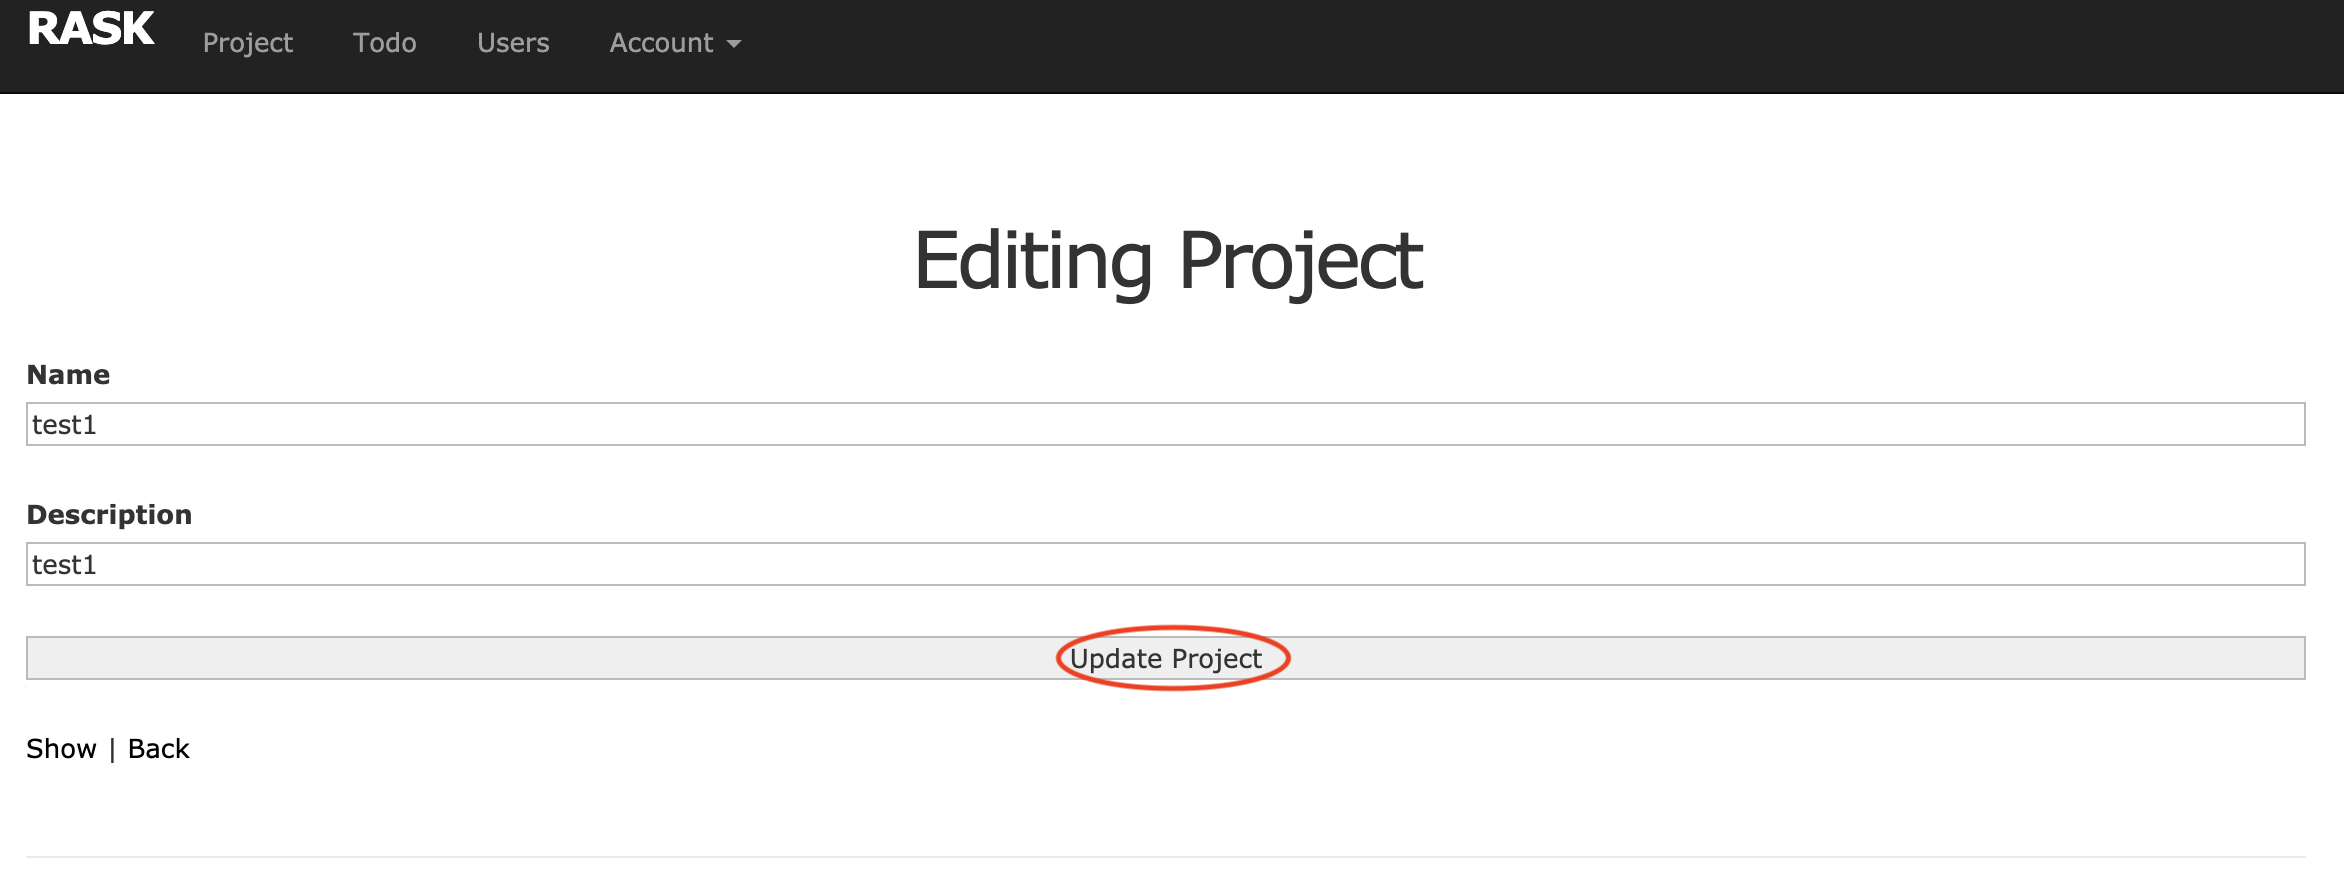 RASK Project Todo Users Account
Editing Project
Name
test1
Description
test1
Update Project
Show | Back